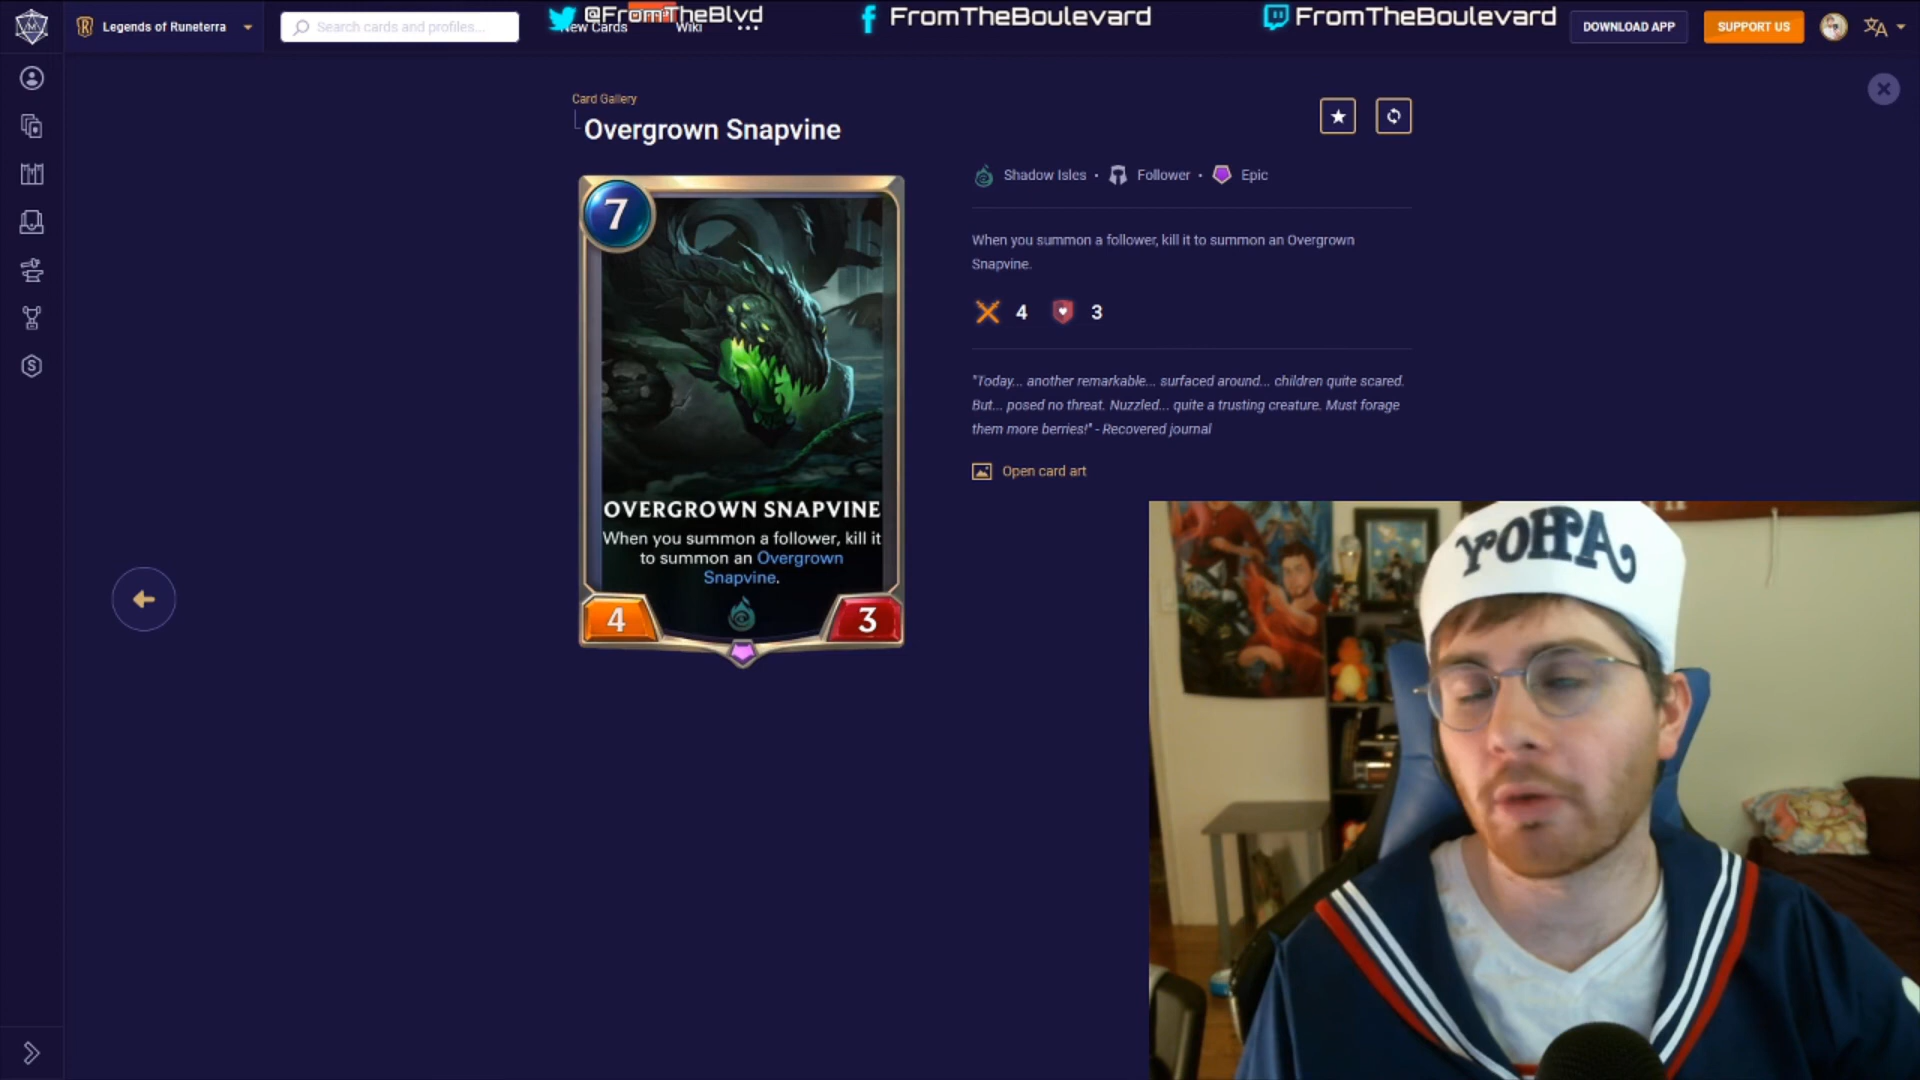 Legends of Runeterra
Search cards and profiles...
@FromTheBlvd
New Cards
Wiki
FromTheBoulevard
FromTheBoulevard
DOWNLOAD APP
SUPPORT US
Card Gallery
Overgrown Snapvine
Shadow Isles • Follower • Epic
When you summon a follower, kill it to summon an Overgrown
Snapvine.
4 3
"Today... another remarkable... surfaced around... children quite scared.
But... posed no threat. Nuzzled... quite a trusting creature. Must forage
them more berries!" - Recovered journal
Open card art
7
OVERGROWN SNAPVINE
When you summon a follower, kill it
to summon an Overgrown
Snapvine.
4
3
YOHA